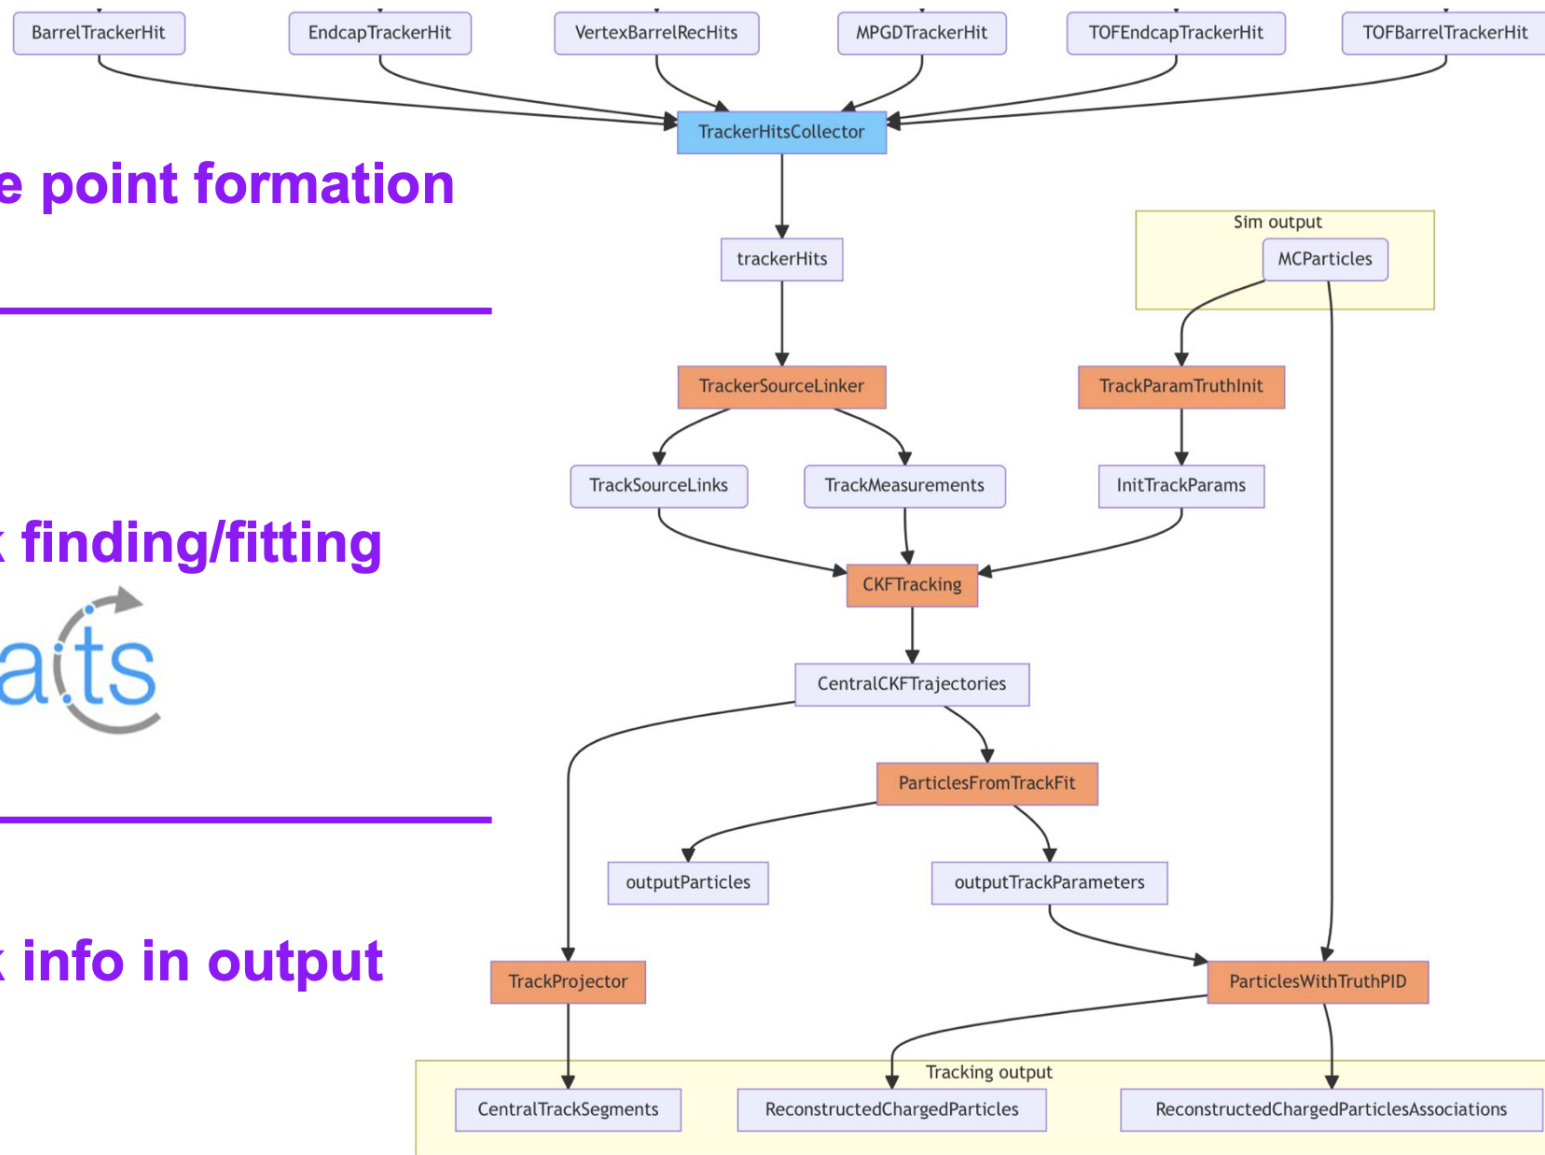 BarrelTrackerHit
EndcapTrackerHit
VertexBarrelRecHits
MPGDTrackerHit
TOFEndcapTrackerHit
TOFBarrelTrackerHit
TrackerHitsCollector
e point formation
Sim output
trackerHits
MCParticles
TrackerSourceLinker
TrackParamTruthInit
TrackSourceLinks
TrackMeasurements
InitTrackParams
k finding/fitting
CKFTracking
acts
CentralCKFTrajectories
ParticlesFromTrackFit
outputParticles
outputTrackParameters
k info in output
TrackProjector
ParticlesWithTruthPID
Tracking output
CentralTrackSegments
ReconstructedChargedParticles
ReconstructedChargedParticlesAssociations